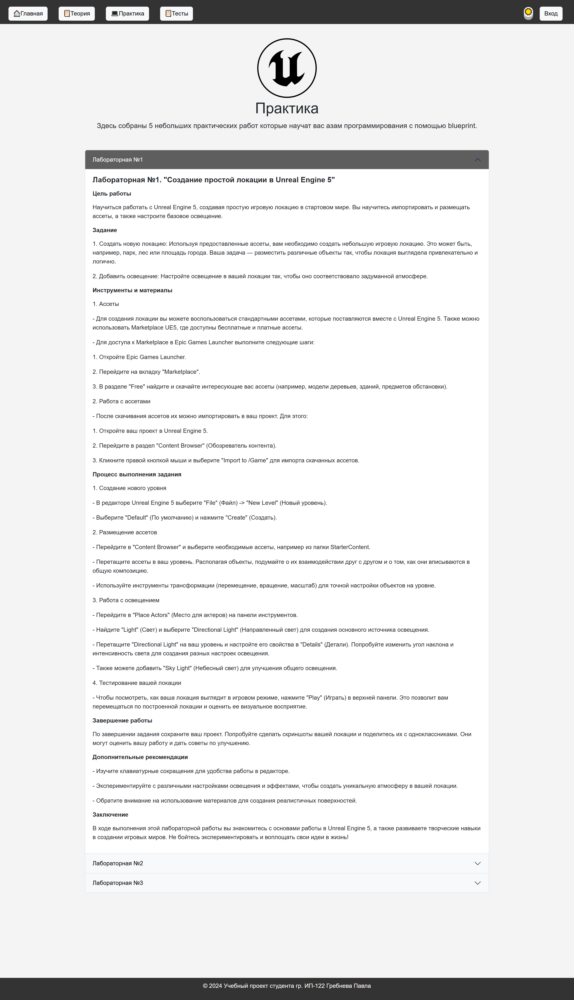 Главная Теория Практика Тесты Вход
Практика
Здесь собраны 5 небольших практических работ которые научат вас азам программирования с помощью blueprint.
Лабораторная №1
Лабораторная №1. "Создание простой локации в Unreal Engine 5"
Цель работы
Научиться работать с Unreal Engine 5, создавая простую игровую локацию в стартовом мире. Вы научитесь импортировать и размещать
ассеты, а также настроите базовое освещение.
Задание
1. Создать новую локацию: Используя предоставленные ассеты, вам необходимо создать небольшую игровую локацию. Это может быть,
например, парк, лес или площадь города. Ваша задача — разместить различные объекты так, чтобы локация выглядела привлекательно и
логично.
2. Добавить освещение: Настройте освещение в вашей локации так, чтобы оно соответствовало задуманной атмосфере.
Инструменты и материалы
1. Ассеты
- Для создания локации вы можете воспользоваться стандартными ассетами, которые поставляются вместе с Unreal Engine 5. Также можно
использовать Marketplace UE5, где доступны бесплатные и платные ассеты.
- Для доступа к Marketplace в Epic Games Launcher выполните следующие шаги:
1. Откройте Epic Games Launcher.
2. Перейдите на вкладку "Marketplace".
3. В разделе "Free" найдите и скачайте интересующие вас ассеты (например, модели деревьев, зданий, предметов обстановки).
2. Работа с ассетами
- После скачивания ассетов их можно импортировать в ваш проект. Для этого:
1. Откройте ваш проект в Unreal Engine 5.
2. Перейдите в раздел "Content Browser" (Обозреватель контента).
3. Кликните правой кнопкой мыши и выберите "Import to /Game" для импорта скачанных ассетов.
Процесс выполнения задания
1. Создание нового уровня
- В редакторе Unreal Engine 5 выберите "File" (Файл) -> "New Level" (Новый уровень).
- Выберите "Default" (По умолчанию) и нажмите "Create" (Создать).
2. Размещение ассетов
- Перейдите в "Content Browser" и выберите необходимые ассеты, например из папки StarterContent.
- Перетащите ассеты в ваш уровень. Располагая объекты, подумайте о их взаимодействии друг с другом и о том, как они вписываются в
общую композицию.
- Используйте инструменты трансформации (перемещение, вращение, масштаб) для точной настройки объектов на уровне.
3. Работа с освещением
- Перейдите в "Place Actors" (Место для актеров) на панели инструментов.
- Найдите "Light" (Свет) и выберите "Directional Light" (Направленный свет) для создания основного источника освещения.
- Перетащите "Directional Light" на ваш уровень и настройте его свойства в "Details" (Детали). Попробуйте изменить угол наклона и
интенсивность света для создания разных настроек освещения.
- Также можете добавить "Sky Light" (Небесный свет) для улучшения общего освещения.
4. Тестирование вашей локации
- Чтобы посмотреть, как ваша локация выглядит в игровом режиме, нажмите "Play" (Играть) в верхней панели. Это позволит вам
перемещаться по построенной локации и оценить ее визуальное восприятие.
Завершение работы
По завершении задания сохраните ваш проект. Попробуйте сделать скриншоты вашей локации и поделитесь их с одноклассниками. Они
могут оценить вашу работу и дать советы по улучшению.
Дополнительные рекомендации
- Изучите клавиатурные сокращения для удобства работы в редакторе.
- Экспериментируйте с различными настройками освещения и эффектами, чтобы создать уникальную атмосферу в вашей локации.
- Обратите внимание на использование материалов для создания реалистичных поверхностей.
Заключение
В ходе выполнения этой лабораторной работы вы знакомитесь с основами работы в Unreal Engine 5, а также развиваете творческие навыки
в создании игровых миров. Не бойтесь экспериментировать и воплощать свои идеи в жизнь!
Лабораторная №2
Лабораторная №3
© 2024 Учебный проект студента гр. ИП-122 Гребнева Павла